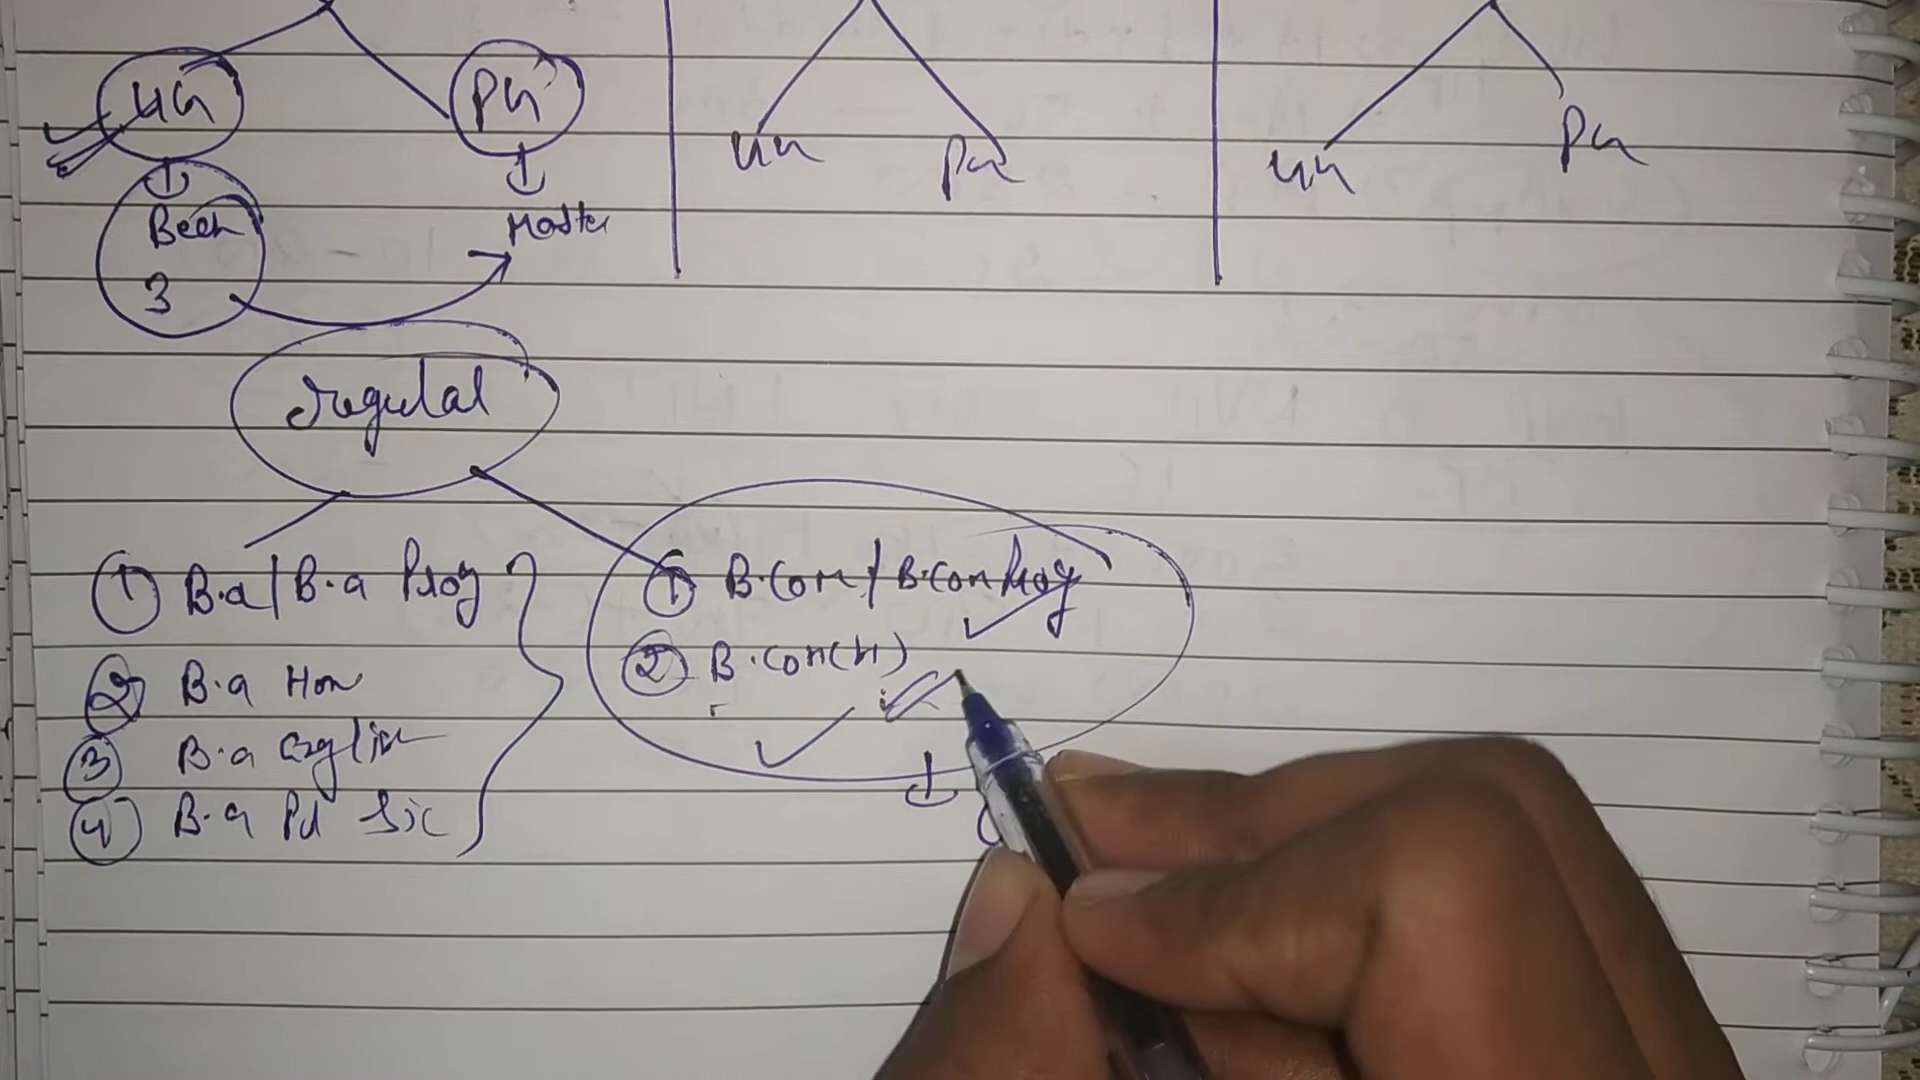 UG PG
UG PG
UG PG
Bech Master
3
regular
① B.a / B.a Prog
② B.a Hon
③ B.a English
④ B.a Pol Sic
① B.Com / B.Com Prog
② B.Com(H)